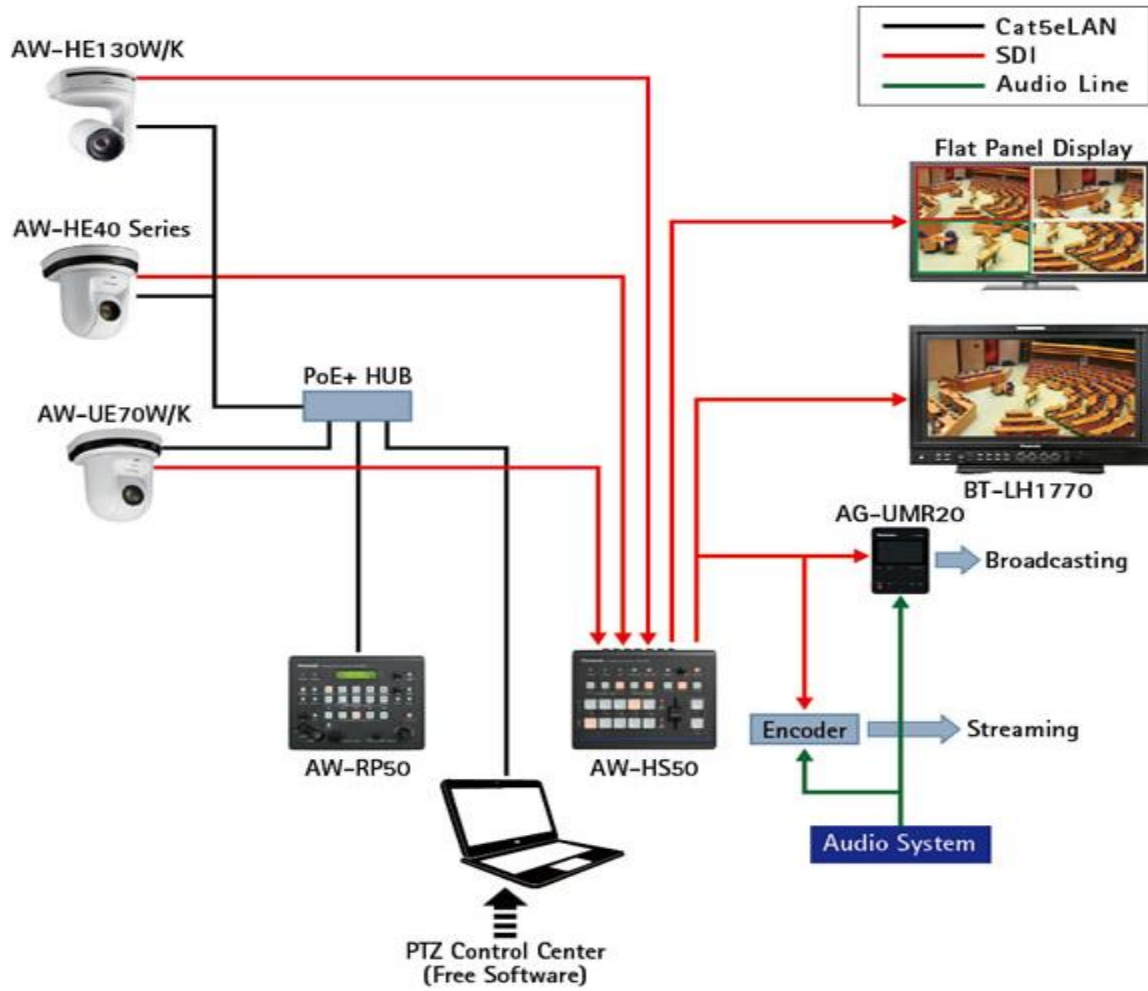 Cat5eLAN
SDI
Audio Line
AW-HE130W/K
Flat Panel Display
AW-HE40 Series
PoE+ HUB
AW-UE70W/K
BT-LH1770
AG-UMR20
Broadcasting
Encoder
Streaming
AW-RP50
AW-HS50
Audio System
PTZ Control Center
(Free Software)